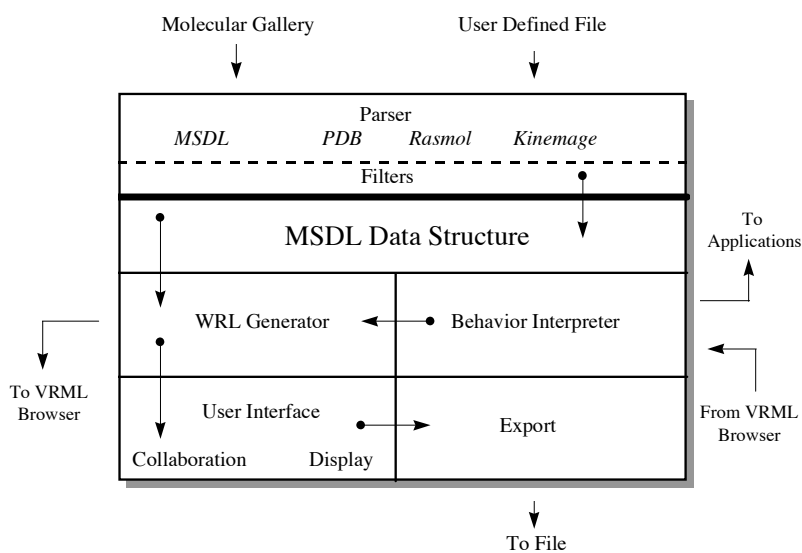 Molecular Gallery
User Defined File
Parser
MSDL PDB Rasmol Kinemage
Filters
MSDL Data Structure
To
Applications
WRL Generator
Behavior Interpreter
To VRML
Browser
From VRML
Browser
User Interface
Export
Collaboration
Display
To File